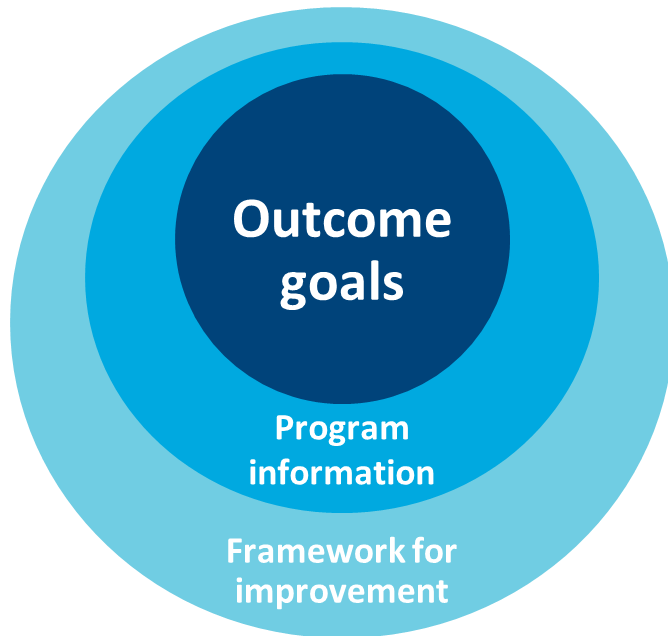 Outcome
goals
Program
information
Framework for
improvement